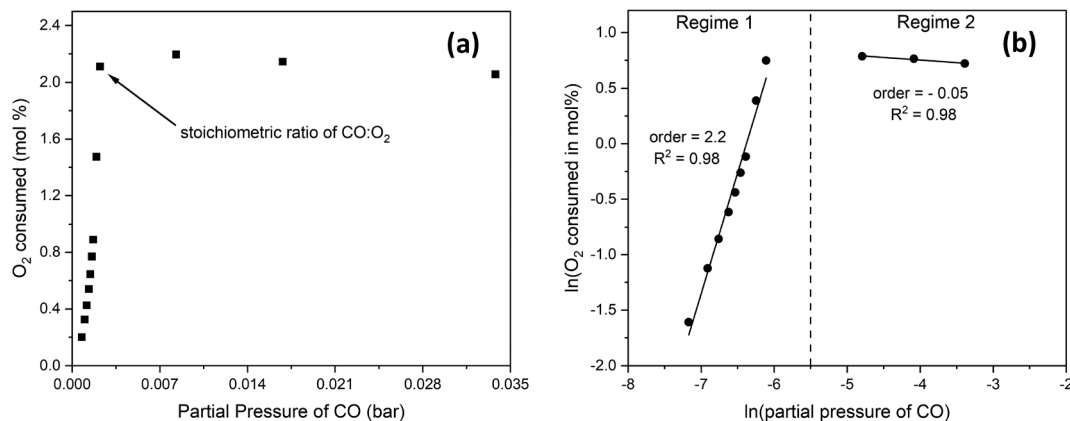 (a)
2.4
2.0
1.6
1.2
0.8
0.4
0.0
O₂ consumed (mol %)
stoichiometric ratio of CO:O₂
0.000 0.007 0.014 0.021 0.028 0.035
Partial Pressure of CO (bar)
(b)
Regime 1 Regime 2
1.0
0.5
0.0
-0.5
-1.0
-1.5
-2.0
ln(O₂ consumed in mol%)
order = 2.2
R² = 0.98
order = - 0.05
R² = 0.98
-8 -7 -6 -5 -4 -3 -2
ln(partial pressure of CO)